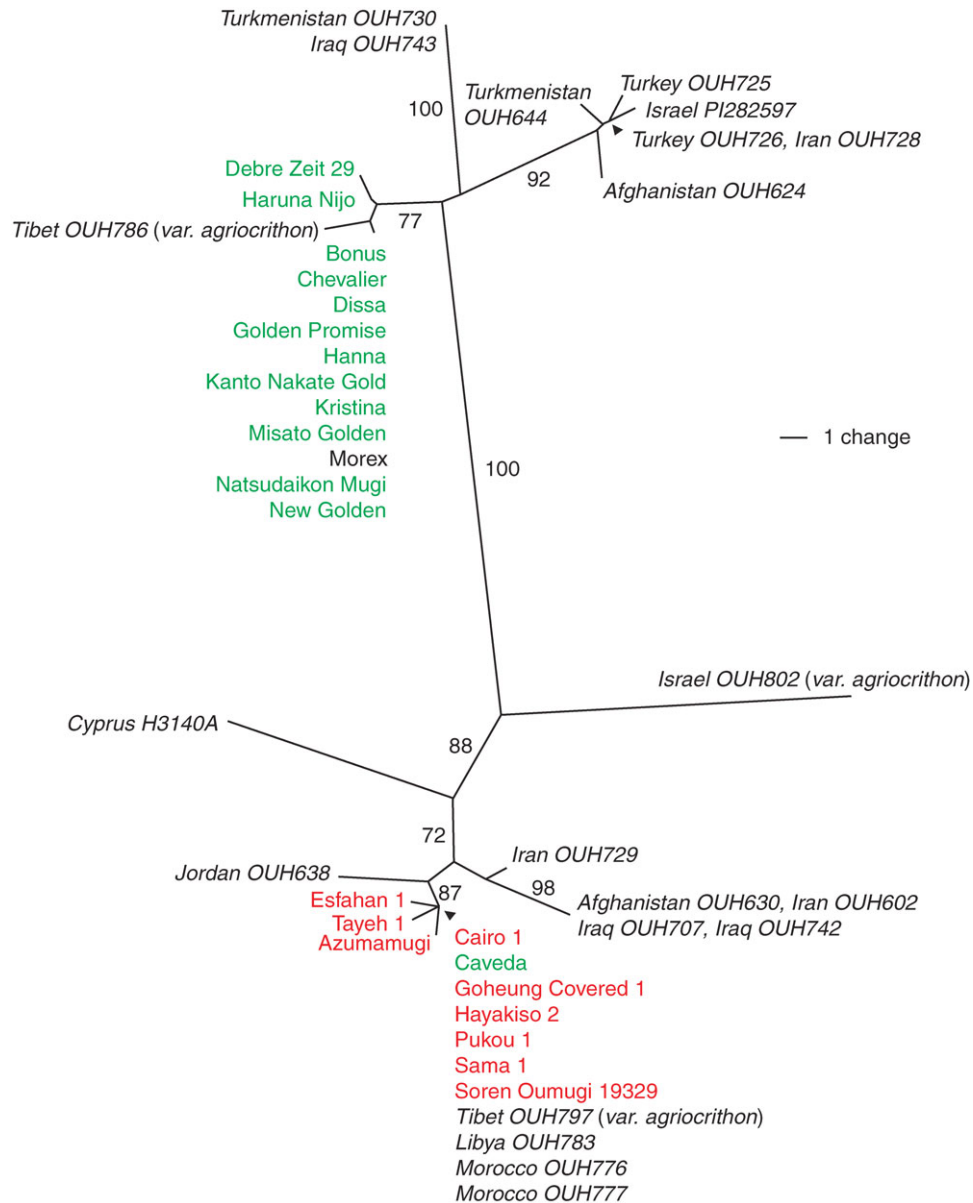 Turkmenistan OUH730
Iraq OUH743
100
Turkmenistan
OUH644
Turkey OUH725
Israel PI282597
Turkey OUH726, Iran OUH728
92
Afghanistan OUH624
Debre Zeit 29
Haruna Nijo
77
Tibet OUH786 (var. agriocrithon)
Bonus
Chevalier
Dissa
Golden Promise
Hanna
Kanto Nakate Gold
Kristina
Misato Golden
Morex
Natsudaikon Mugi
New Golden
1 change
100
Israel OUH802 (var. agriocrithon)
Cyprus H3140A
88
72
Iran OUH729
Jordan OUH638
87
98
Esfahan 1
Tayeh 1
Azumamugi
Afghanistan OUH630, Iran OUH602
Iraq OUH707, Iraq OUH742
Cairo 1
Caveda
Goheung Covered 1
Hayakiso 2
Pukou 1
Sama 1
Soren Oumugi 19329
Tibet OUH797 (var. agriocrithon)
Libya OUH783
Morocco OUH776
Morocco OUH777